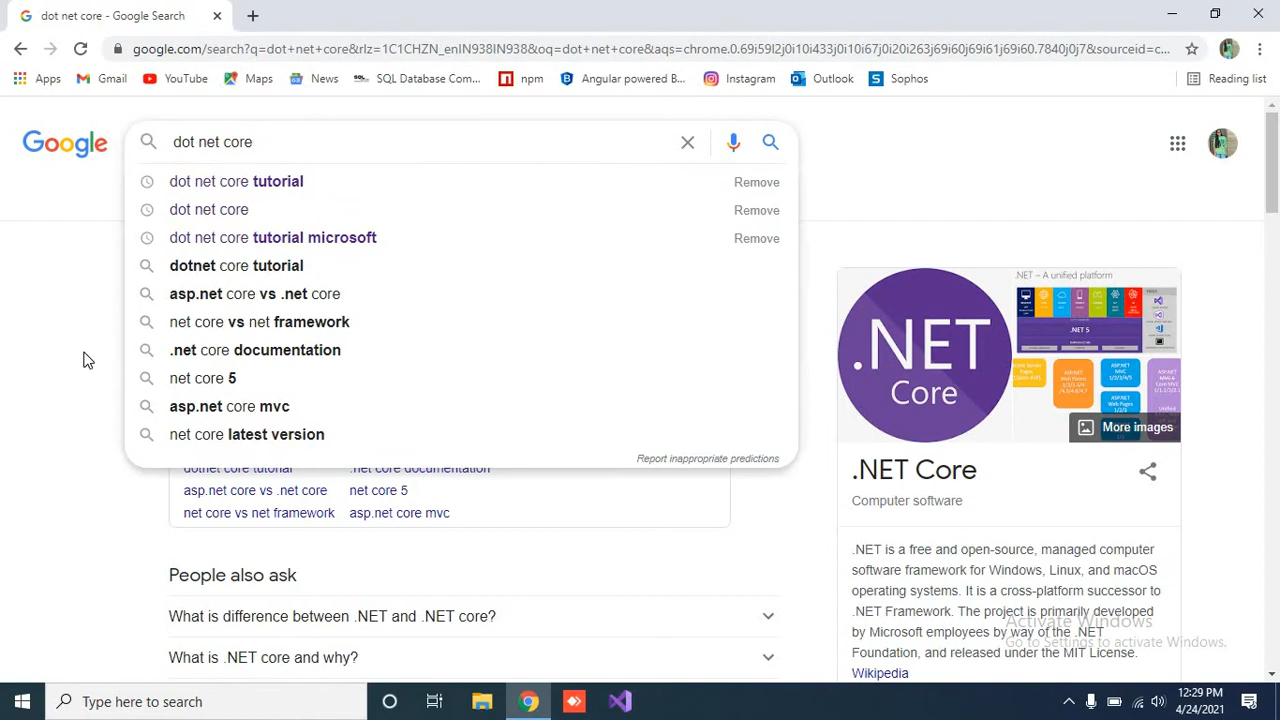 dot net core - Google Search
google.com/search?q=dot+net+core&rlz=1C1CHZN_enIN938IN938&oq=dot+net+core&aqs=chrome.0.69i59l2j0i10i433j0i10i67j0i20i263j69i60j69i61j69i60.7840j0j7&sourceid=c...
Apps Gmail YouTube Maps News SQL Database Com... npm Angular powered B... Instagram Outlook Sophos Reading list
Google
dot net core
dot net core tutorial Remove
dot net core Remove
dot net core tutorial microsoft Remove
dotnet core tutorial
asp.net core vs .net core
net core vs net framework
.net core documentation
net core 5
asp.net core mvc
net core latest version
Report inappropriate predictions
dotnet core tutorial .net core documentation
asp.net core vs .net core net core 5
net core vs net framework asp.net core mvc
People also ask
What is difference between .NET and .NET core?
What is .NET core and why?
.NET
Core
.NET – A unified platform
.NET 5
More images
.NET Core
Computer software
.NET is a free and open-source, managed computer
software framework for Windows, Linux, and macOS
operating systems. It is a cross-platform successor to
.NET Framework. The project is primarily developed
by Microsoft employees by way of the .NET
Foundation, and released under the MIT License.
Wikipedia
Activate Windows
Go to Settings to activate Windows.
Type here to search
12:29 PM
4/24/2021